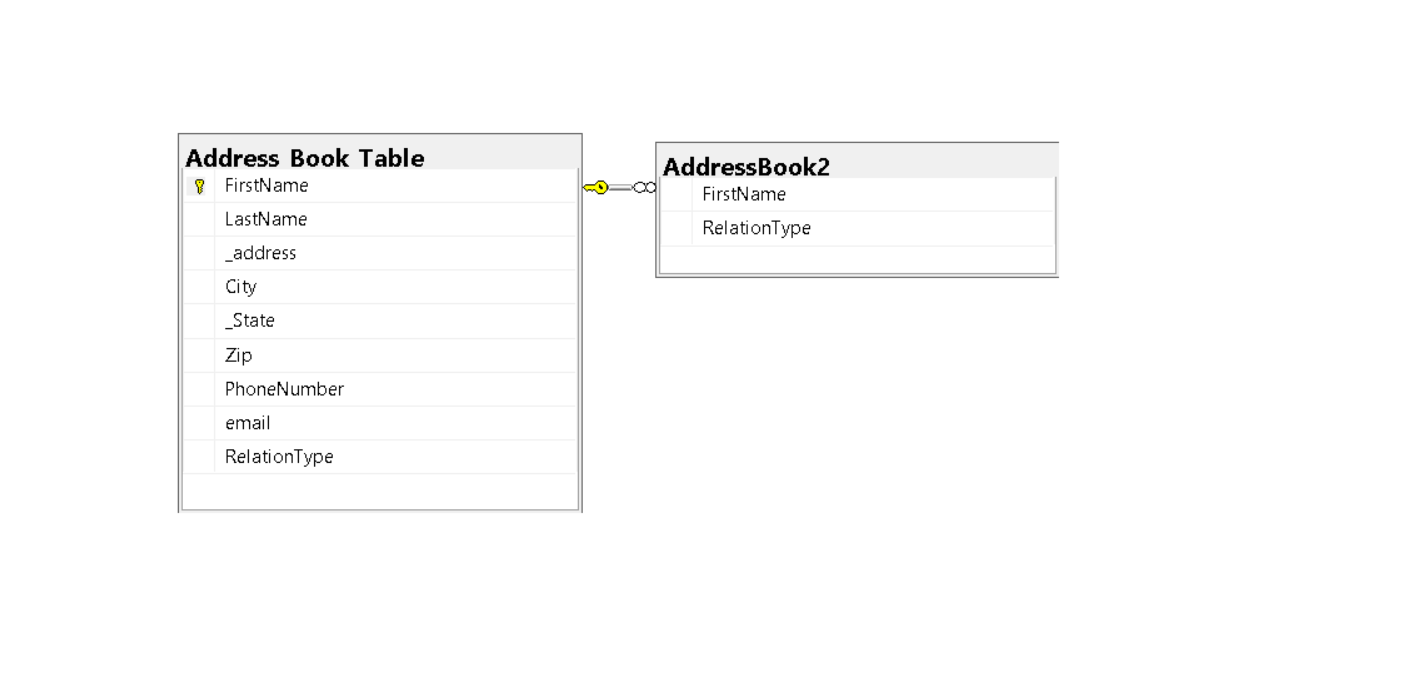 Address Book Table
FirstName
LastName
_address
City
_State
Zip
PhoneNumber
email
RelationType
AddressBook2
FirstName
RelationType